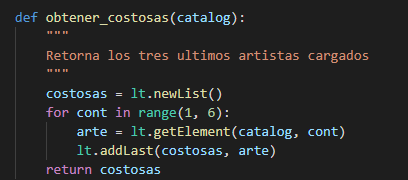 def obtener_costosas(catalog):
"""
Retorna los tres ultimos artistas cargados
"""
costosas = lt.newList()
for cont in range(1, 6):
arte = lt.getElement(catalog, cont)
lt.addLast(costosas, arte)
return costosas